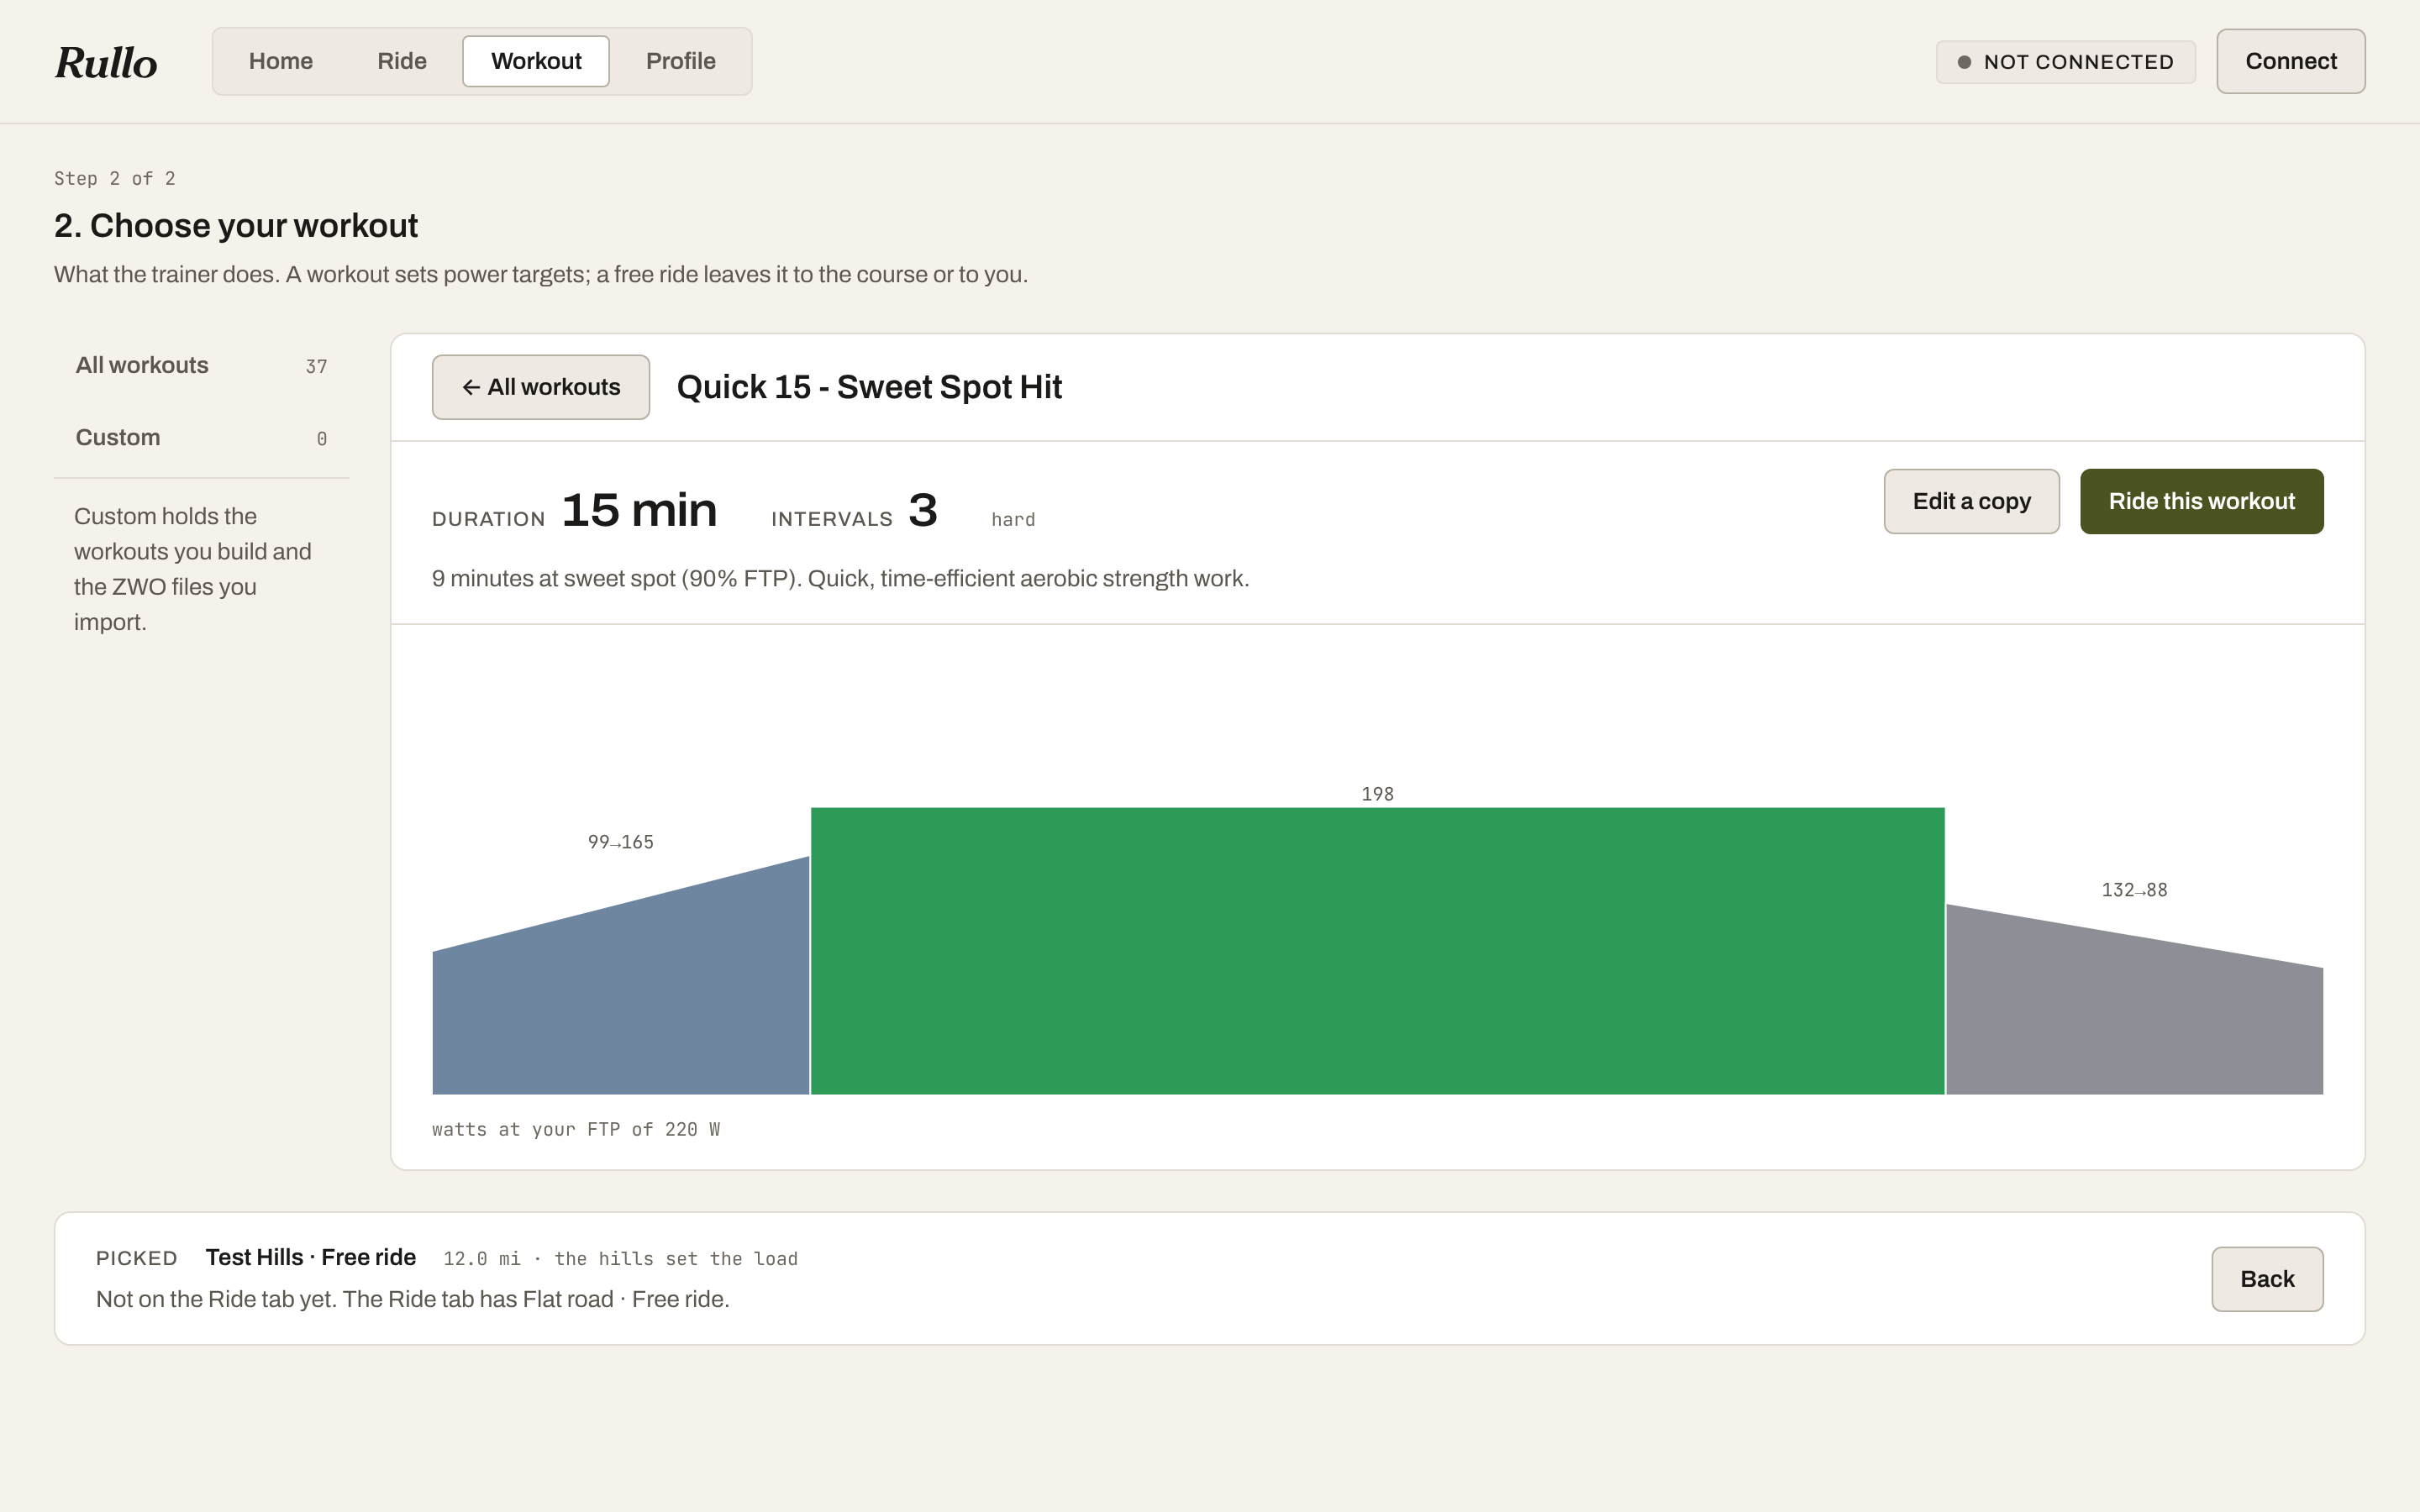 Rullo
Home
Ride
Workout
Profile
NOT CONNECTED
Connect
Step 2 of 2
2. Choose your workout
What the trainer does. A workout sets power targets; a free ride leaves it to the course or to you.
All workouts 37
Custom 0
Custom holds the
workouts you build and
the ZWO files you
import.
← All workouts
Quick 15 - Sweet Spot Hit
DURATION 15 min INTERVALS 3 hard
Edit a copy
Ride this workout
9 minutes at sweet spot (90% FTP). Quick, time-efficient aerobic strength work.
99→165
198
132→88
watts at your FTP of 220 W
PICKED Test Hills · Free ride 12.0 mi · the hills set the load
Not on the Ride tab yet. The Ride tab has Flat road · Free ride.
Back